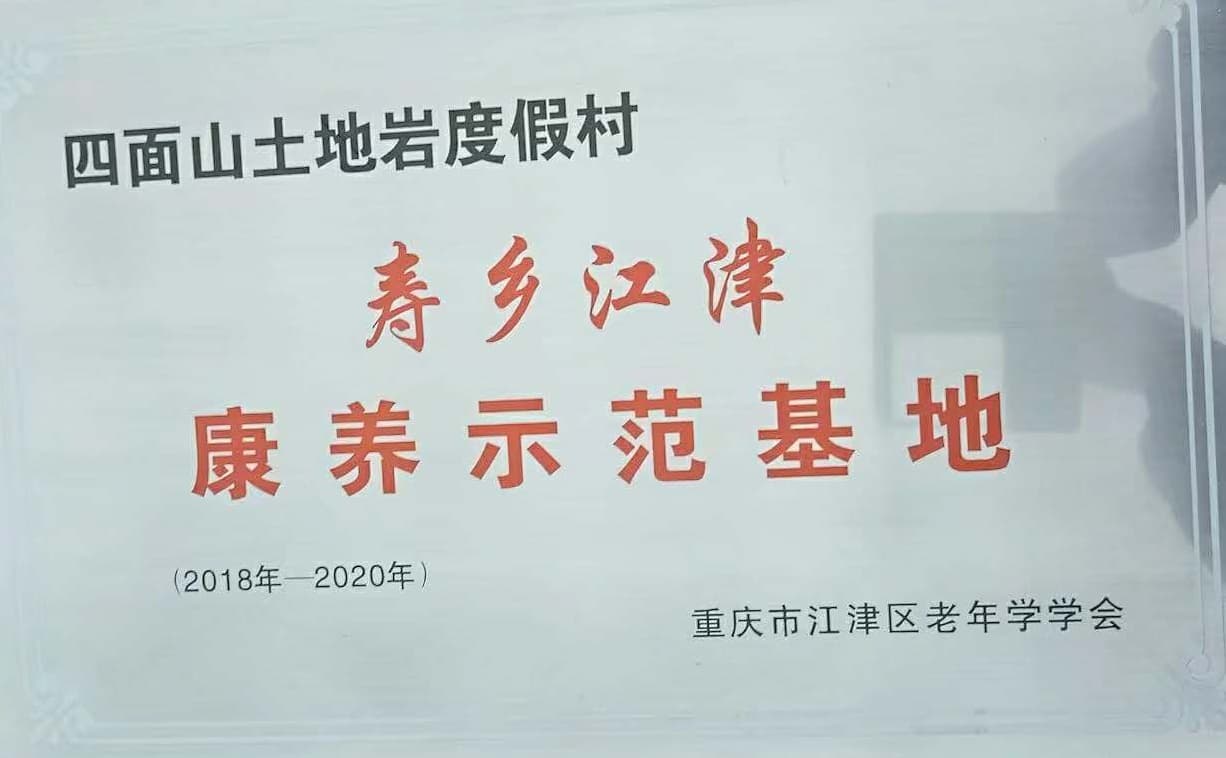 四面山土地岩度假村
寿乡江津
康养示范基地
（2018年—2020年）
重庆市江津区老年学学会